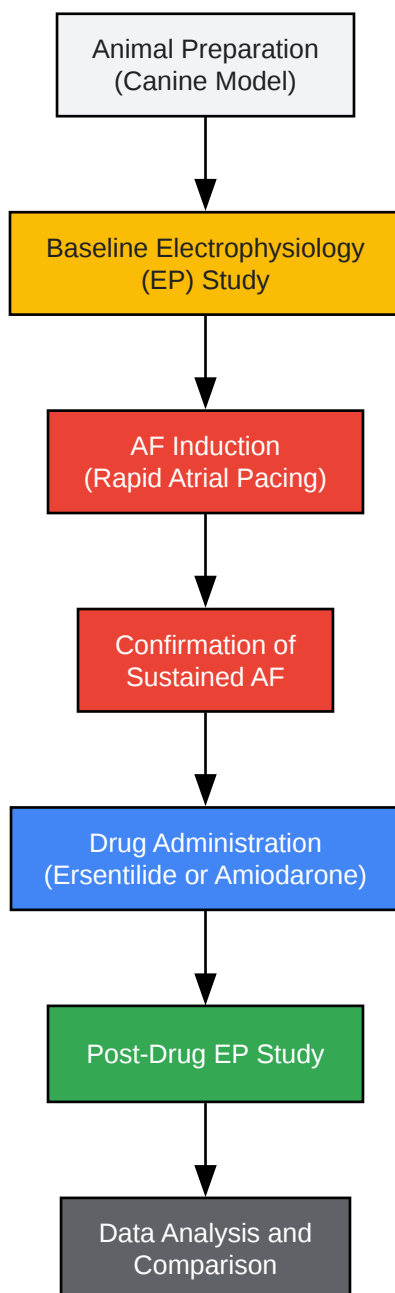 Animal Preparation
(Canine Model)
Baseline Electrophysiology
(EP) Study
AF Induction
(Rapid Atrial Pacing)
Confirmation of
Sustained AF
Drug Administration
(Ersentilide or Amiodarone)
Post-Drug EP Study
Data Analysis and
Comparison